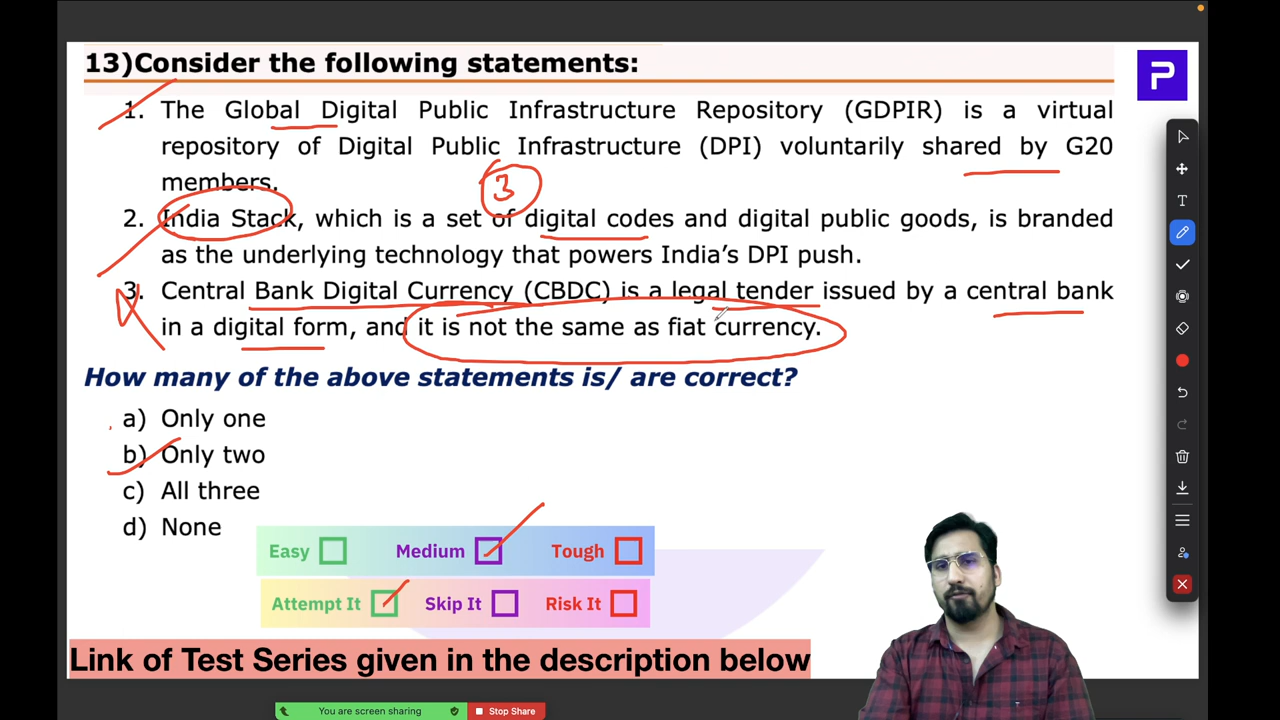 13)Consider the following statements:
1. The Global Digital Public Infrastructure Repository (GDPIR) is a virtual
repository of Digital Public Infrastructure (DPI) voluntarily shared by G20
members.
3
2. India Stack, which is a set of digital codes and digital public goods, is branded
as the underlying technology that powers India’s DPI push.
3. Central Bank Digital Currency (CBDC) is a legal tender issued by a central bank
in a digital form, and it is not the same as fiat currency.
How many of the above statements is/ are correct?
a) Only one
b) Only two
c) All three
d) None
Easy Medium Tough
Attempt It Skip It Risk It
Link of Test Series given in the description below
You are screen sharing Stop Share
P
T